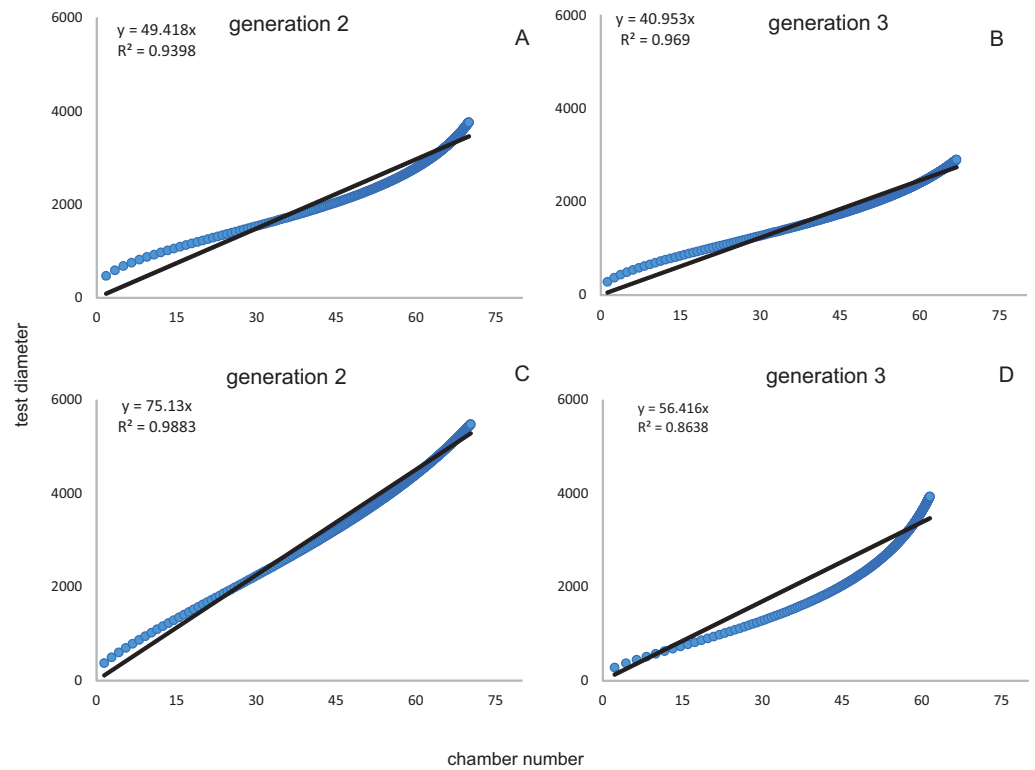 generation 2
A
y = 49.418x
R² = 0.9398
6000
4000
2000
0
0 15 30 45 60 75
generation 3
B
y = 40.953x
R² = 0.969
6000
4000
2000
0
0 15 30 45 60 75
generation 2
C
y = 75.13x
R² = 0.9883
6000
4000
2000
0
0 15 30 45 60 75
generation 3
D
y = 56.416x
R² = 0.8638
6000
4000
2000
0
0 15 30 45 60 75
test diameter
chamber number